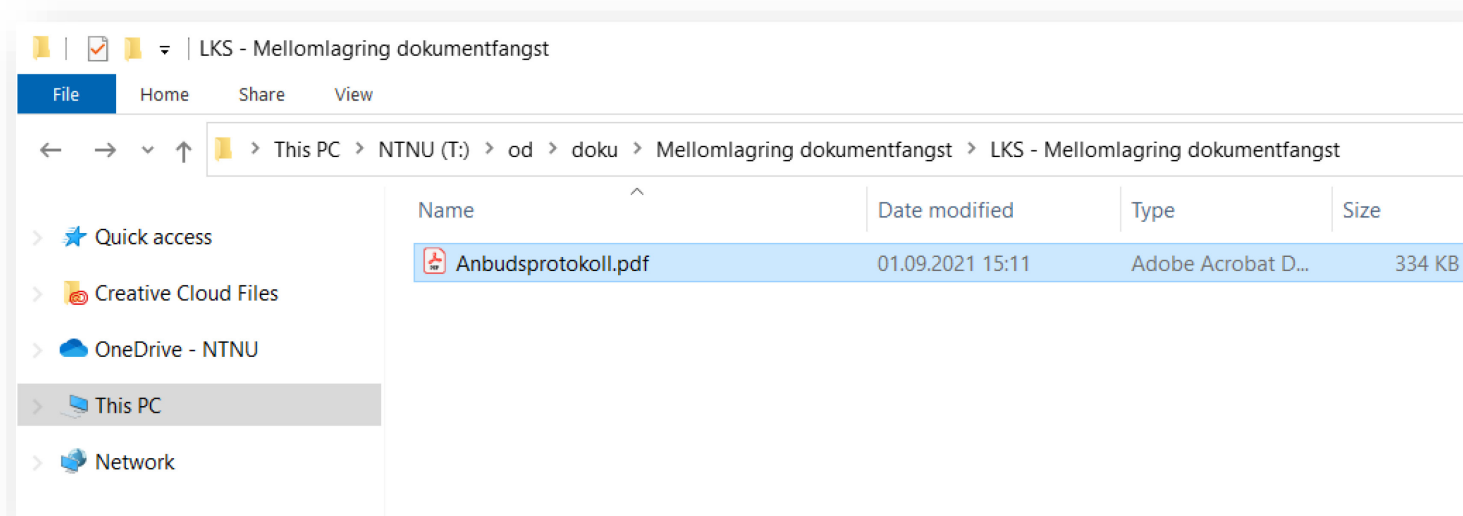 LKS - Mellomlagring dokumentfangst
File Home Share View
This PC > NTNU (T:) > od > doku > Mellomlagring dokumentfangst > LKS - Mellomlagring dokumentfangst
Name Date modified Type Size
Quick access
Anbudsprotokoll.pdf 01.09.2021 15:11 Adobe Acrobat D... 334 KB
Creative Cloud Files
OneDrive - NTNU
This PC
Network